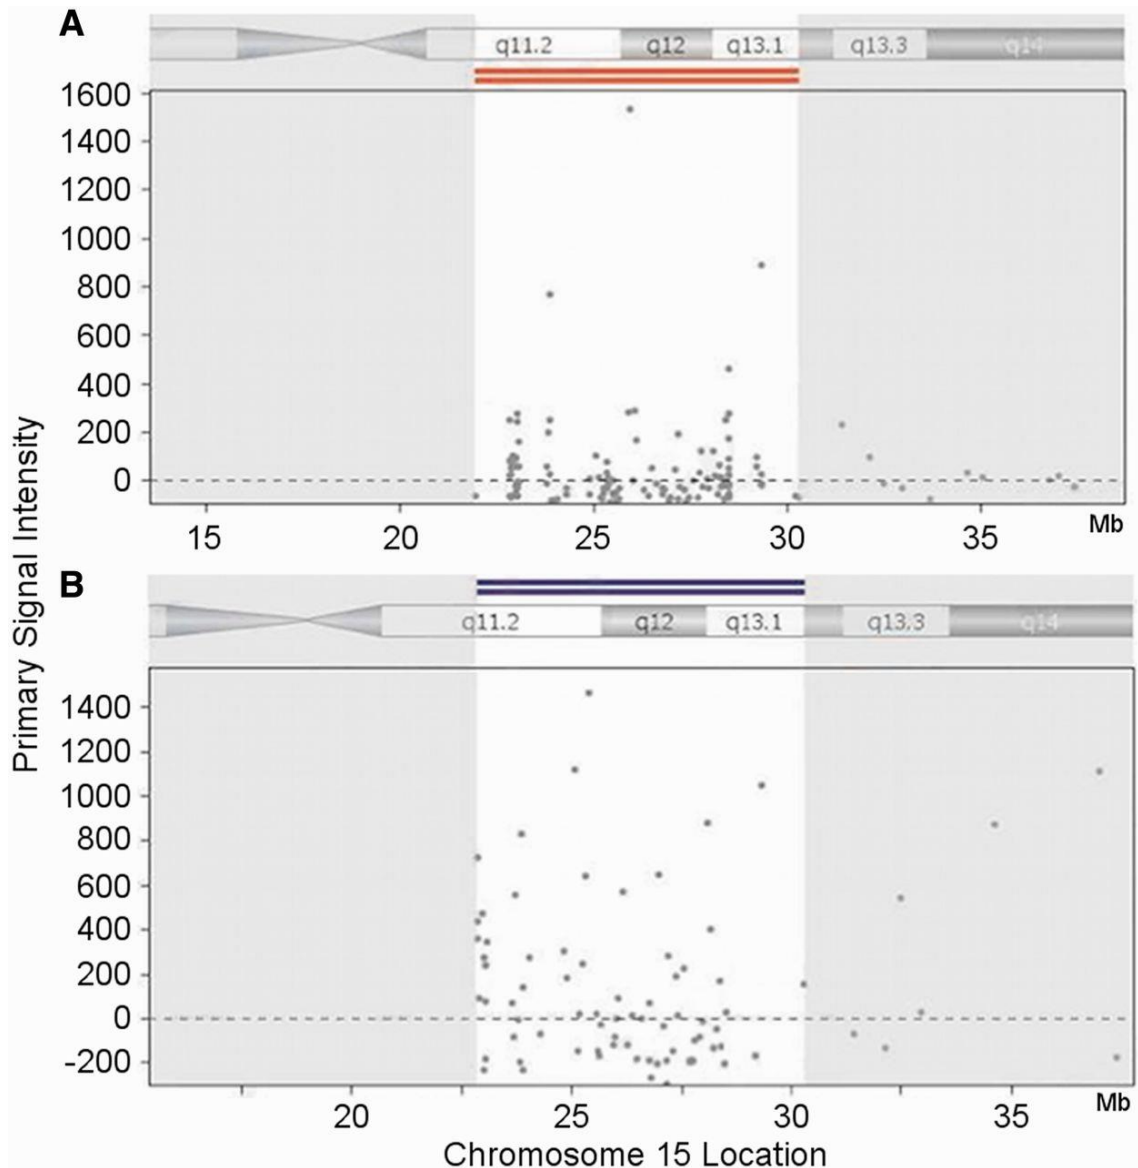 A
q11.2 q12 q13.1 q13.3 q14
1600
1400
1200
1000
800
600
400
200
0
15 20 25 30 35 Mb
Primary Signal Intensity
B
q11.2 q12 q13.1 q13.3 q14
1400
1200
1000
800
600
400
200
0
-200
20 25 30 35 Mb
Chromosome 15 Location